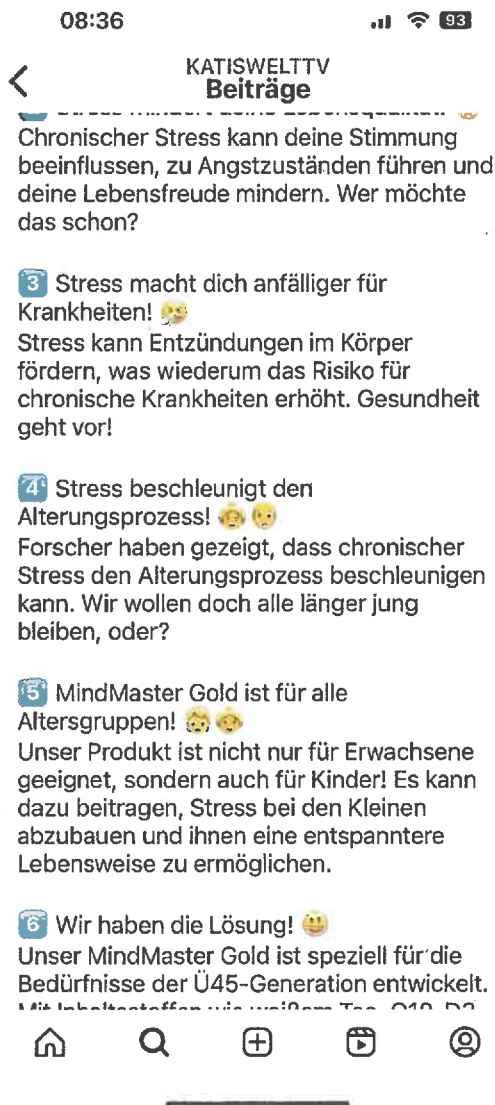 08:36
93
KATISWELTTV
Beiträge
Chronischer Stress kann deine Stimmung
beeinflussen, zu Angstzuständen führen und
deine Lebensfreude mindern. Wer möchte
das schon?
3 Stress macht dich anfälliger für
Krankheiten!
Stress kann Entzündungen im Körper
fördern, was wiederum das Risiko für
chronische Krankheiten erhöht. Gesundheit
geht vor!
4 Stress beschleunigt den
Alterungsprozess!
Forscher haben gezeigt, dass chronischer
Stress den Alterungsprozess beschleunigen
kann. Wir wollen doch alle länger jung
bleiben, oder?
5 MindMaster Gold ist für alle
Altersgruppen!
Unser Produkt ist nicht nur für Erwachsene
geeignet, sondern auch für Kinder! Es kann
dazu beitragen, Stress bei den Kleinen
abzubauen und ihnen eine entspanntere
Lebensweise zu ermöglichen.
6 Wir haben die Lösung!
Unser MindMaster Gold ist speziell für die
Bedürfnisse der Ü45-Generation entwickelt.